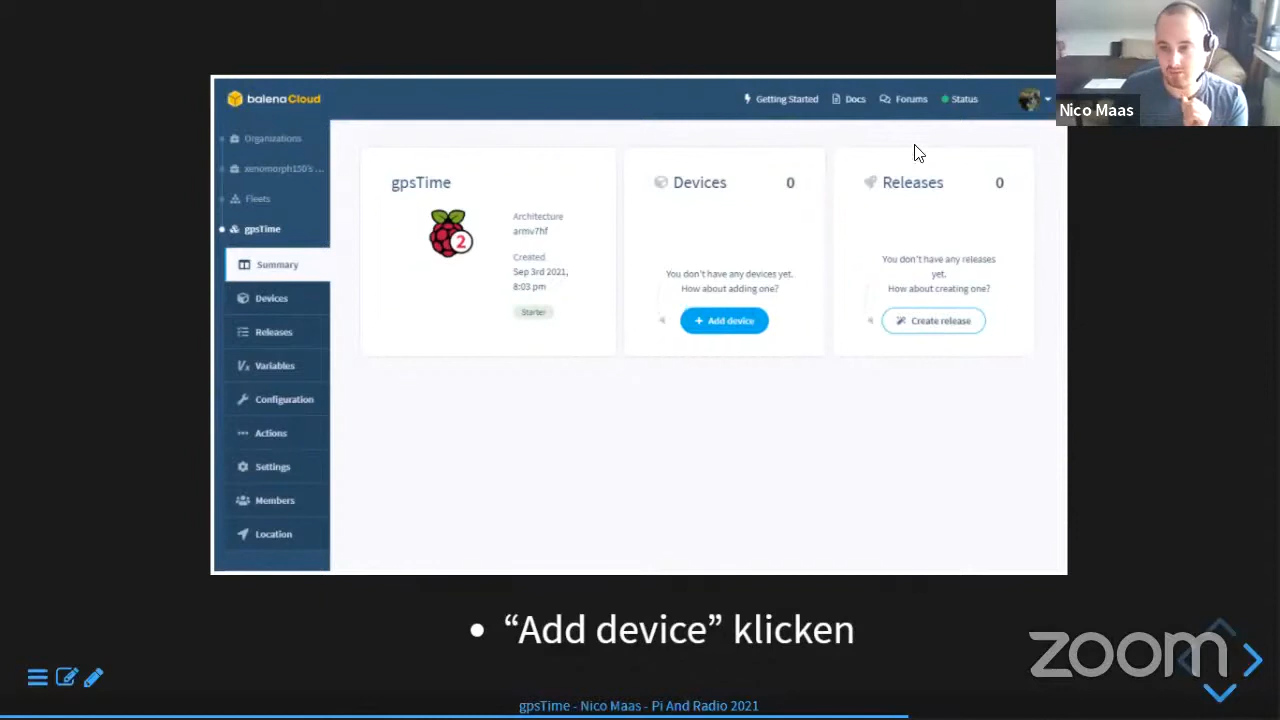 balenaCloud
Getting Started
Docs
Forums
Status
Nico Maas
Organizations
xenomorph150's ...
Fleets
gpsTime
Summary
Devices
Releases
Variables
Configuration
Actions
Settings
Members
Location
gpsTime
2
Architecture
armv7hf
Created
Sep 3rd 2021,
8:03 pm
Starter
Devices 0
You don't have any devices yet.
How about adding one?
+ Add device
Releases 0
You don't have any releases
yet.
How about creating one?
Create release
• “Add device” klicken
zoom
gpsTime - Nico Maas - Pi And Radio 2021